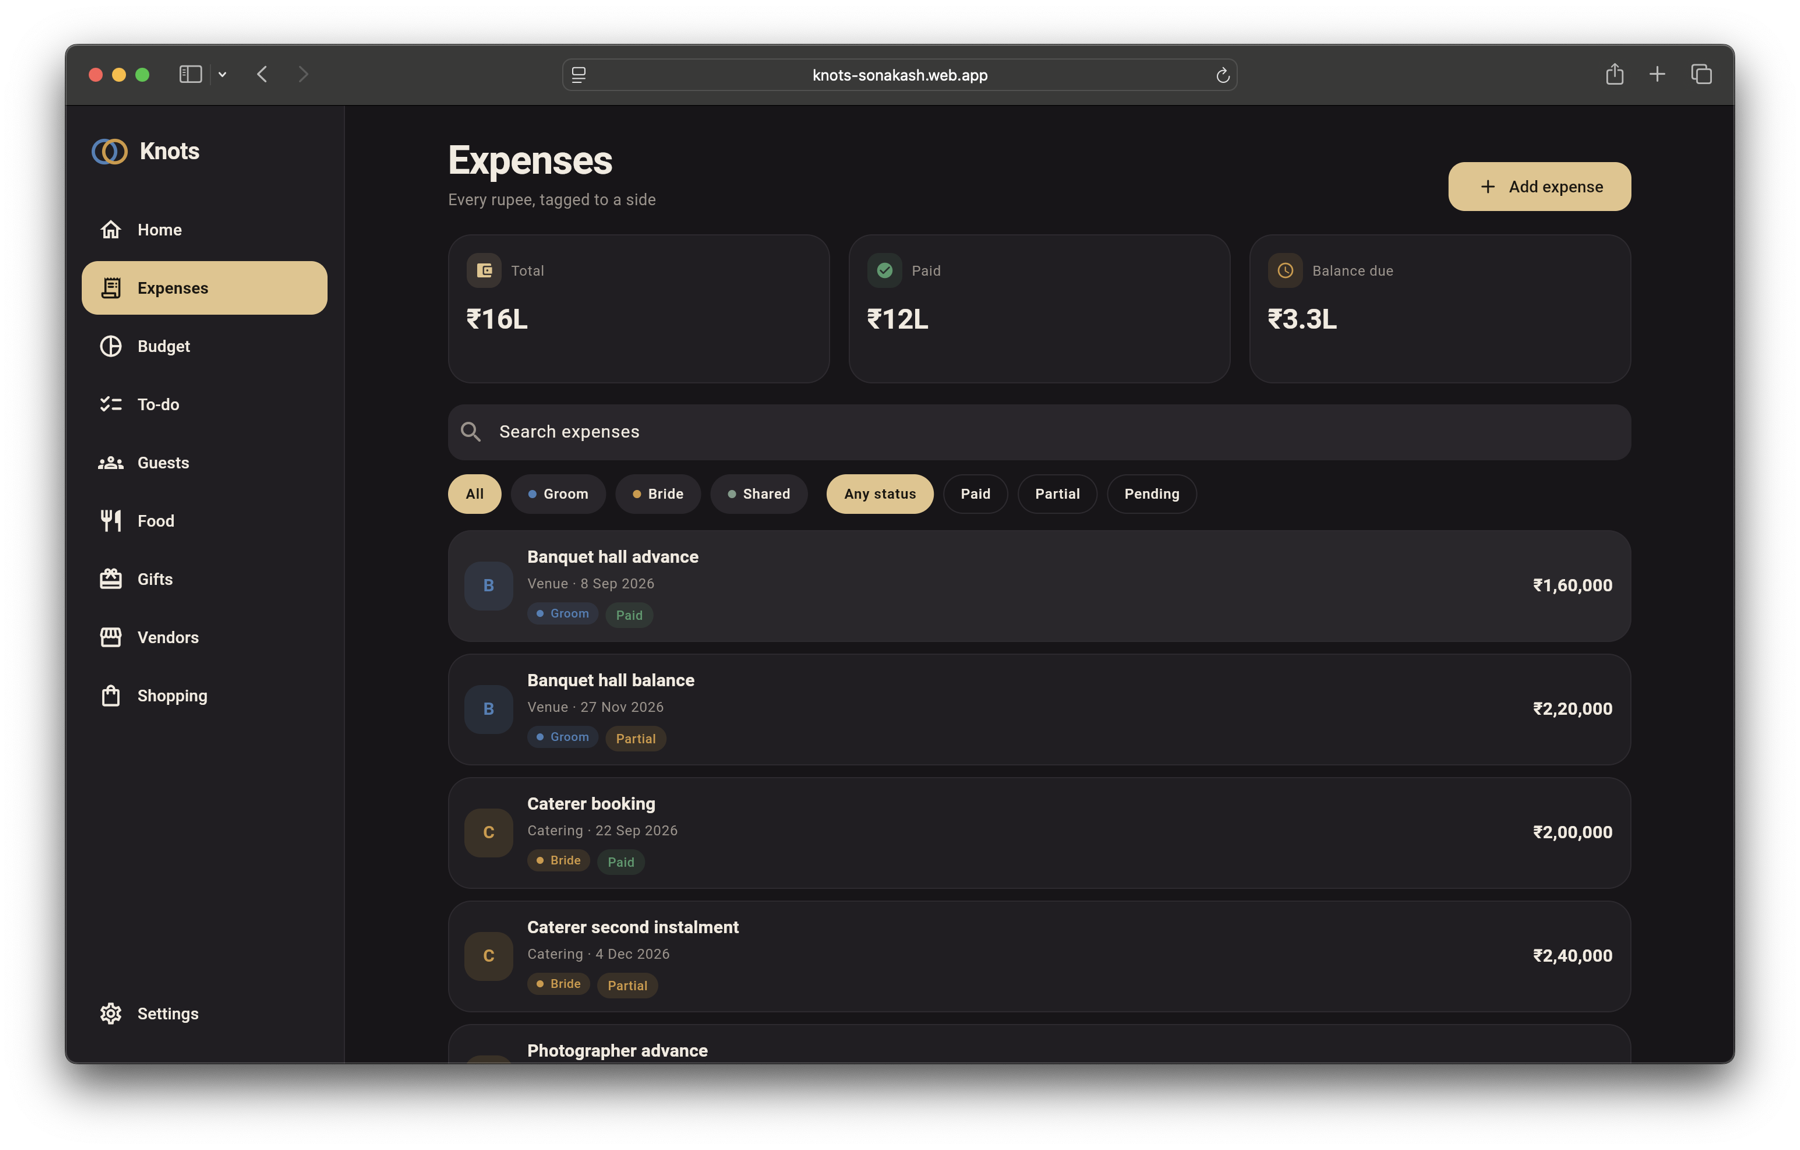 knots-sonakash.web.app
Knots
Home
Expenses
Budget
To-do
Guests
Food
Gifts
Vendors
Shopping
Settings
Expenses
Every rupee, tagged to a side
+ Add expense
Total
₹16L
Paid
₹12L
Balance due
₹3.3L
Search expenses
All Groom Bride Shared Any status Paid Partial Pending
B
Banquet hall advance
Venue · 8 Sep 2026
Groom Paid
₹1,60,000
B
Banquet hall balance
Venue · 27 Nov 2026
Groom Partial
₹2,20,000
C
Caterer booking
Catering · 22 Sep 2026
Bride Paid
₹2,00,000
C
Caterer second instalment
Catering · 4 Dec 2026
Bride Partial
₹2,40,000
Photographer advance